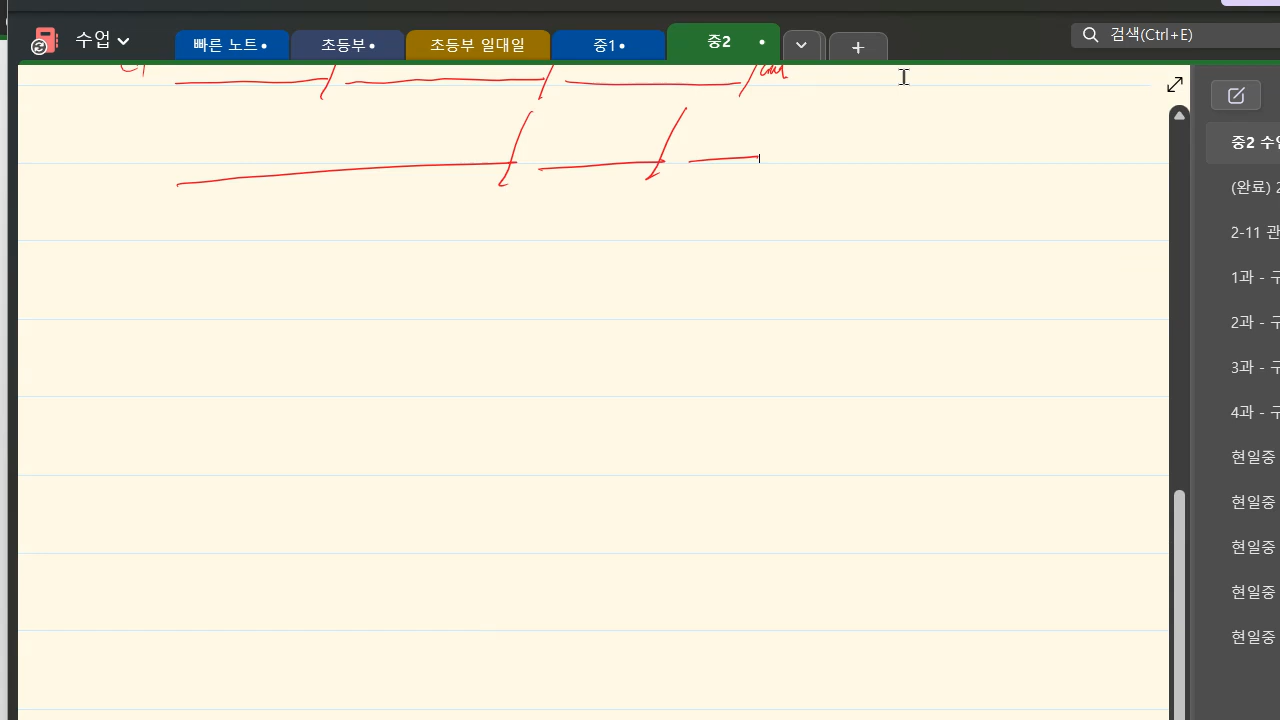 수업
빠른 노트
초등부
초등부 일대일
중1
중2
검색(Ctrl+E)
중2 수업
(완료) 2
2-11 관
1과 - 구
2과 - 구
3과 - 구
4과 - 구
현일중
현일중
현일중
현일중
현일중